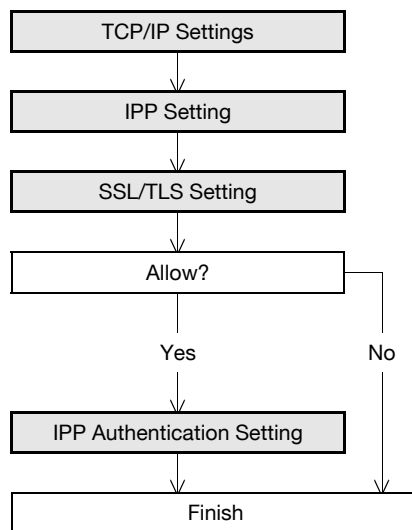 TCP/IP Settings
IPP Setting
SSL/TLS Setting
Allow?
Yes
No
IPP Authentication Setting
Finish